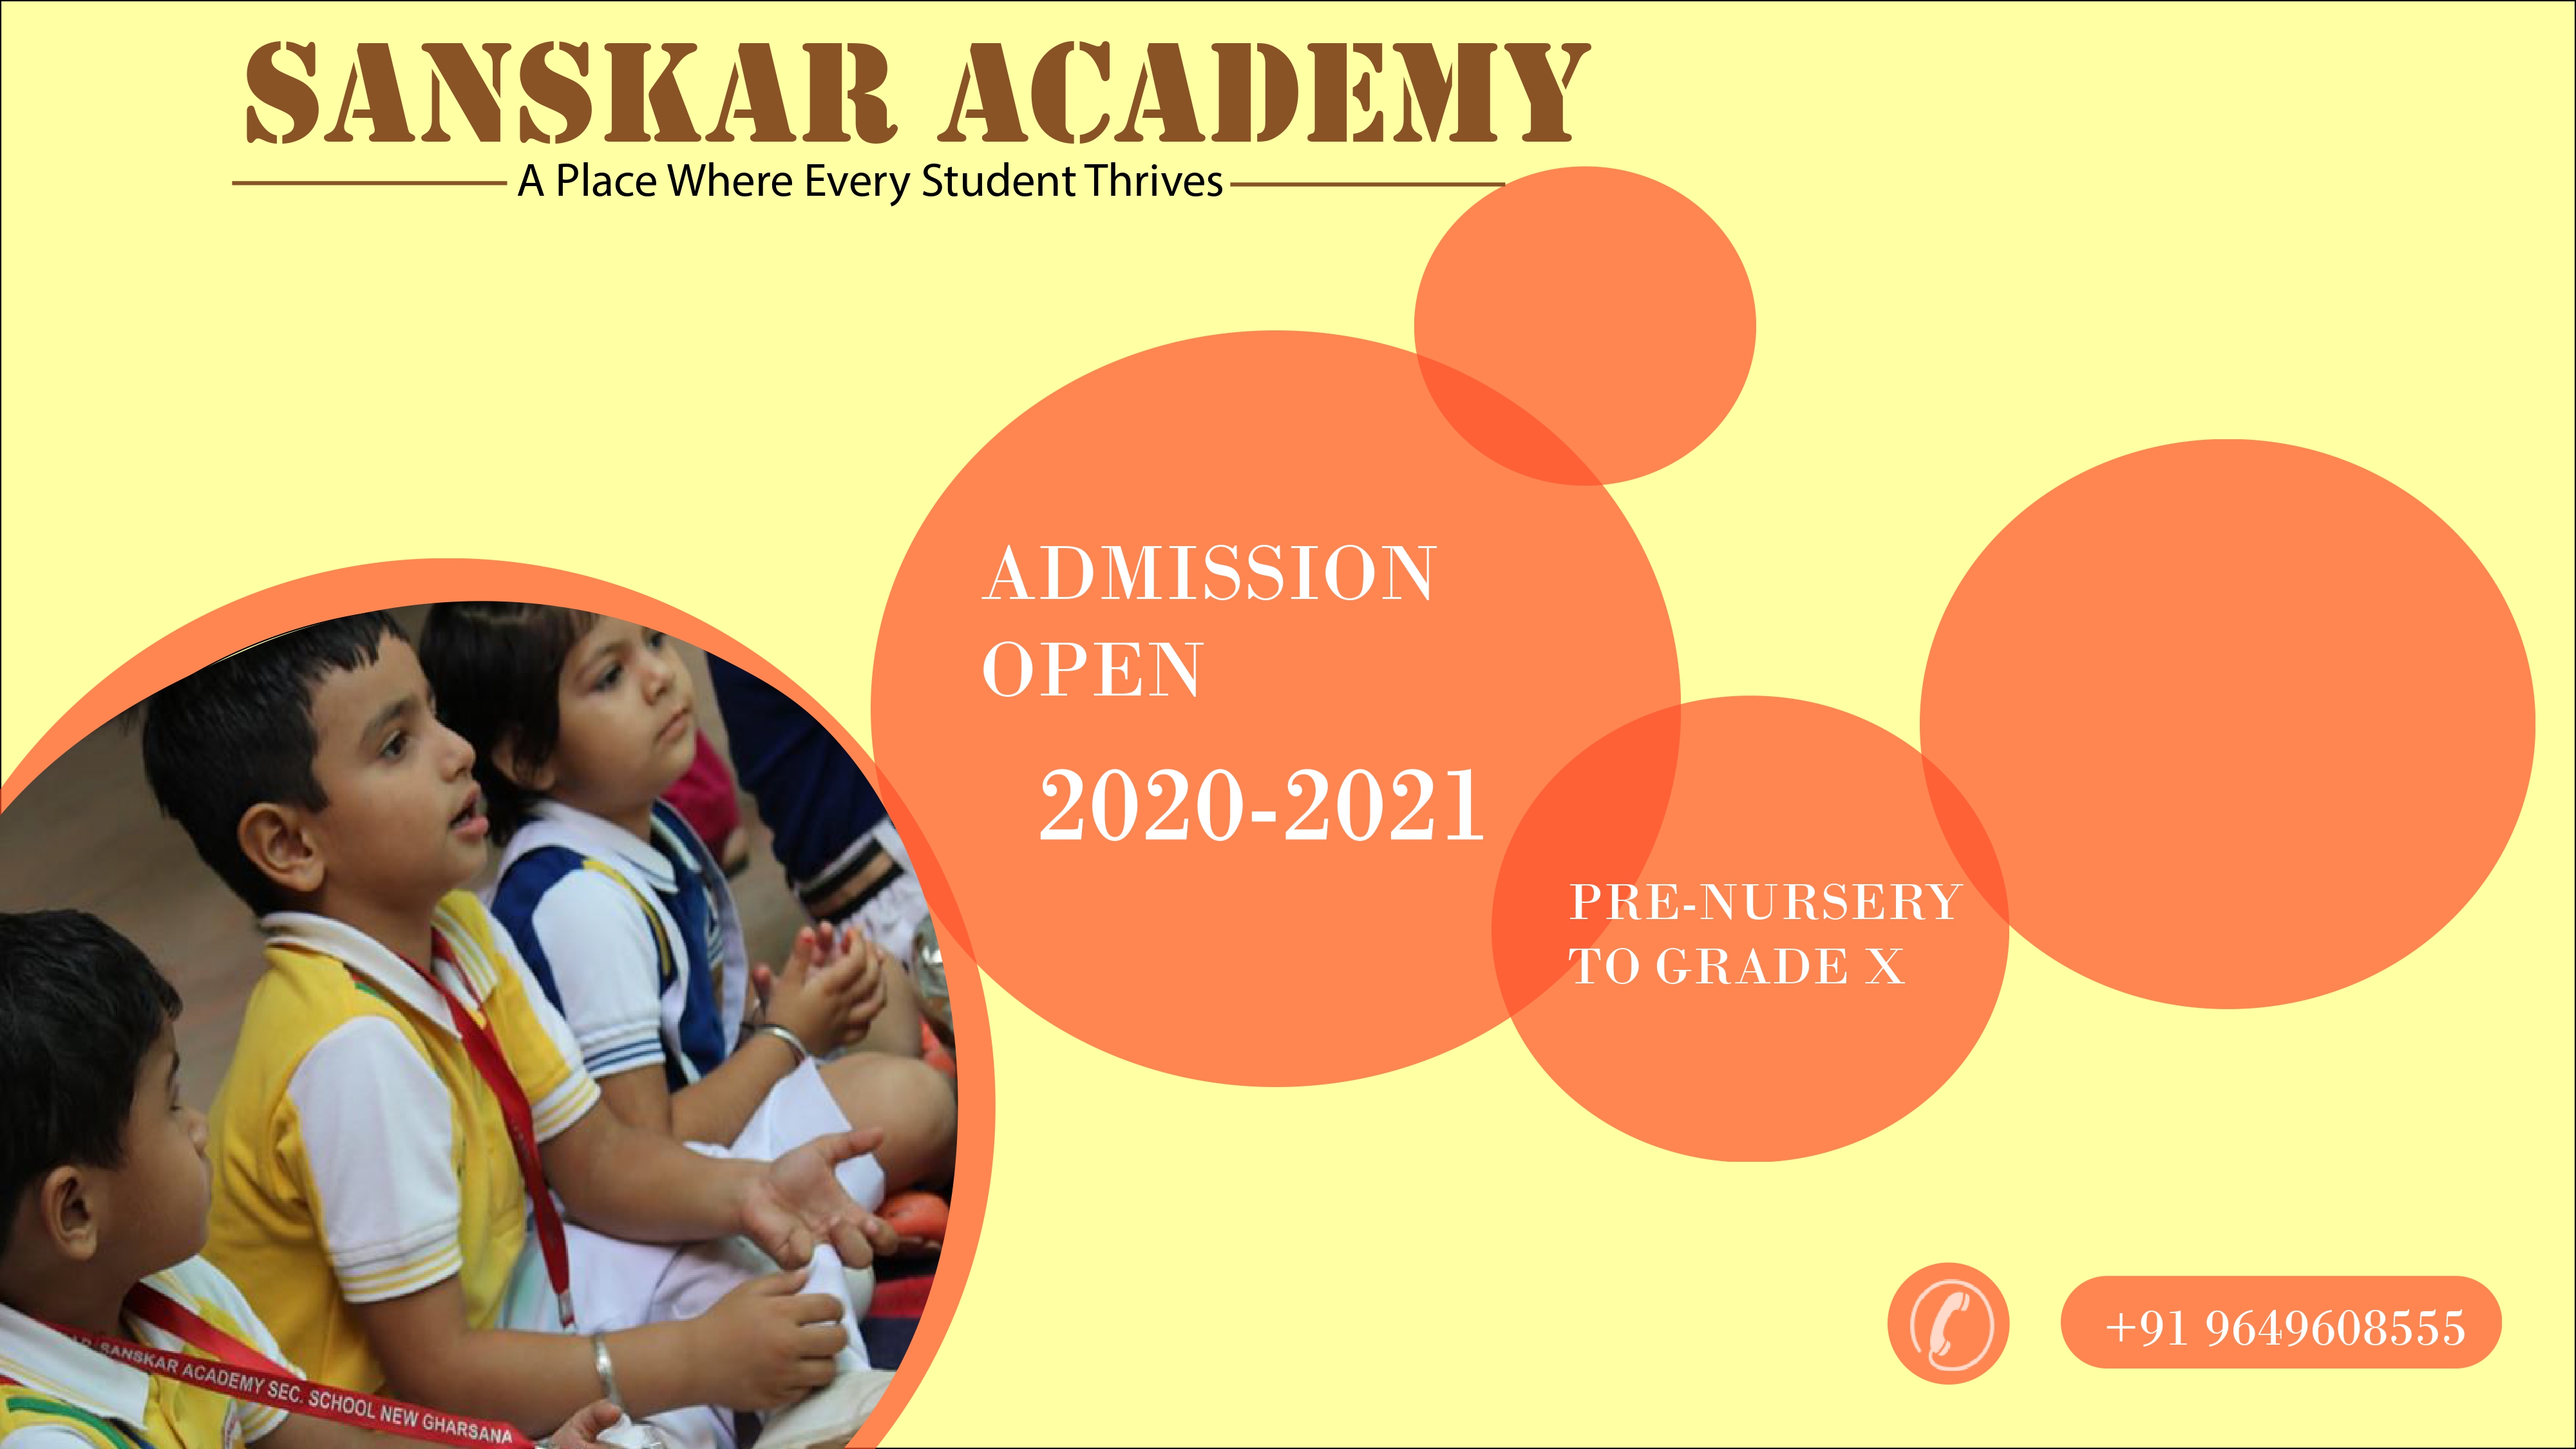 SANSKAR ACADEMY
A Place Where Every Student Thrives
ADMISSION
OPEN
2020-2021
PRE-NURSERY
TO GRADE X
+91 9649608555
SANSKAR ACADEMY SEC. SCHOOL NEW GHARSANA